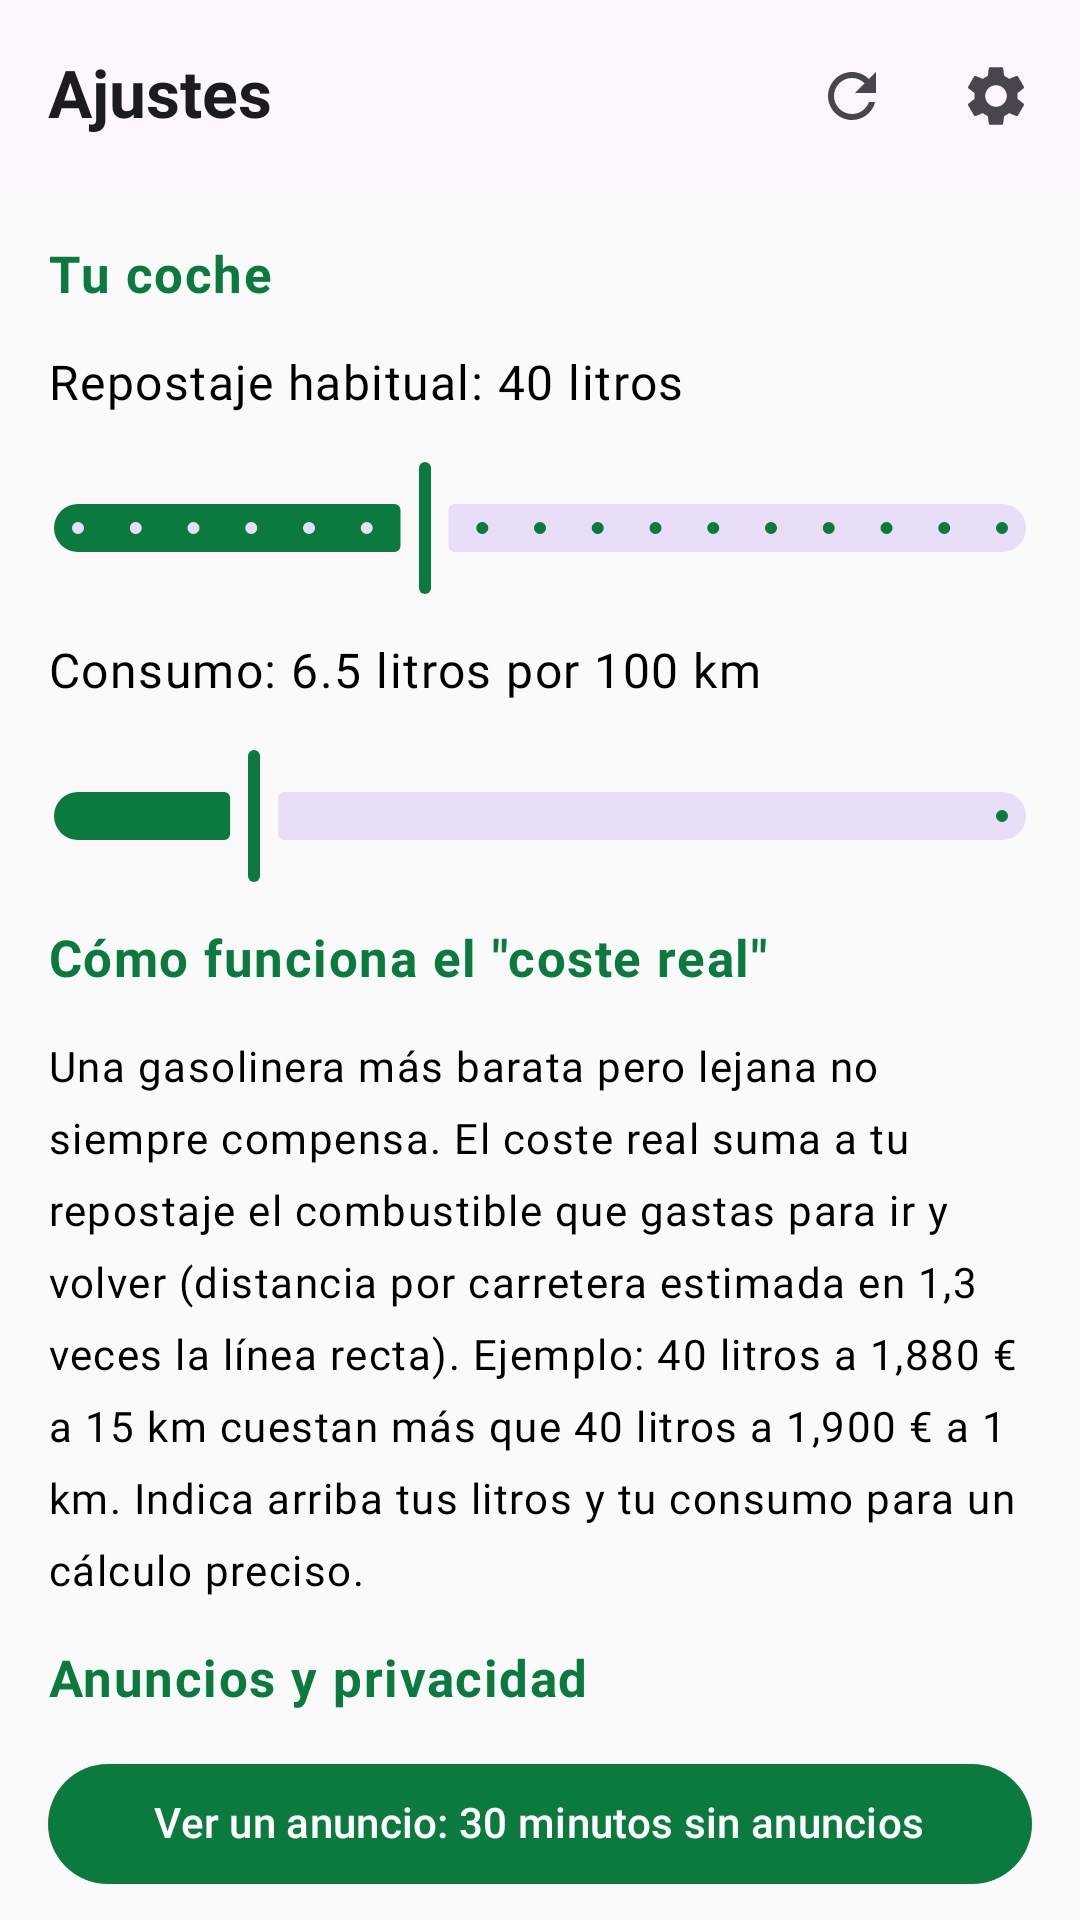 Ajustes
Tu coche
Repostaje habitual: 40 litros
Consumo: 6.5 litros por 100 km
Cómo funciona el "coste real"
Una gasolinera más barata pero lejana no
siempre compensa. El coste real suma a tu
repostaje el combustible que gastas para ir y
volver (distancia por carretera estimada en 1,3
veces la línea recta). Ejemplo: 40 litros a 1,880 €
a 15 km cuestan más que 40 litros a 1,900 € a 1
km. Indica arriba tus litros y tu consumo para un
cálculo preciso.
Anuncios y privacidad
Ver un anuncio: 30 minutos sin anuncios